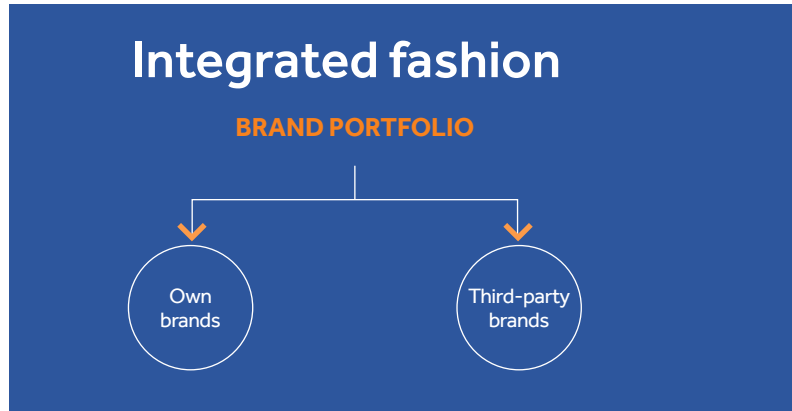 Integrated fashion
BRAND PORTFOLIO
Own
brands
Third-party
brands